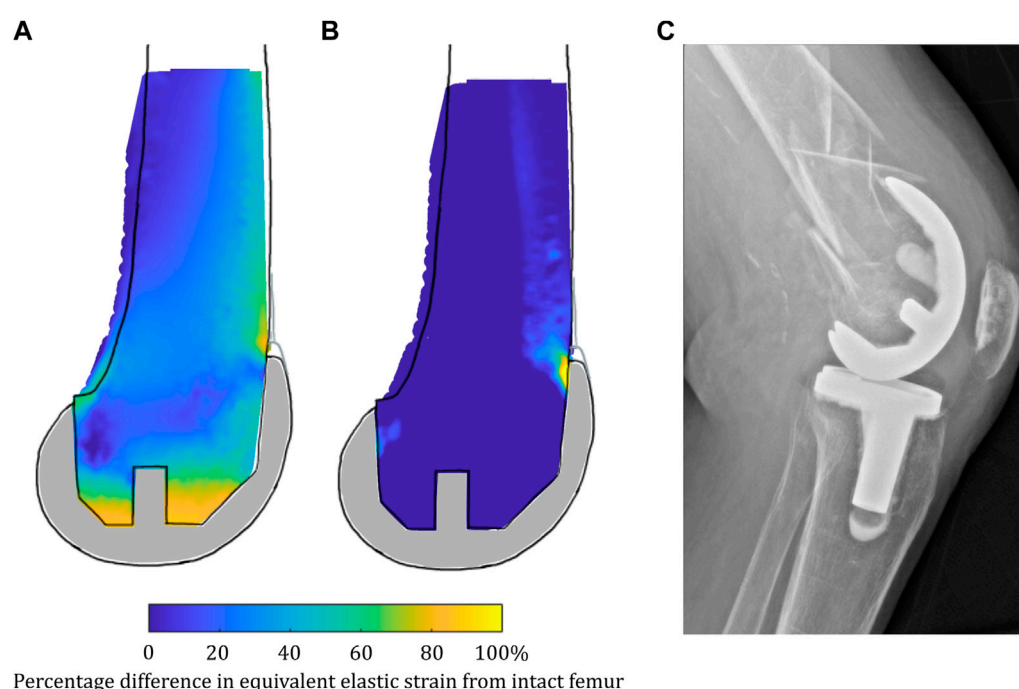 A B C
0 20 40 60 80 100%
Percentage difference in equivalent elastic strain from intact femur